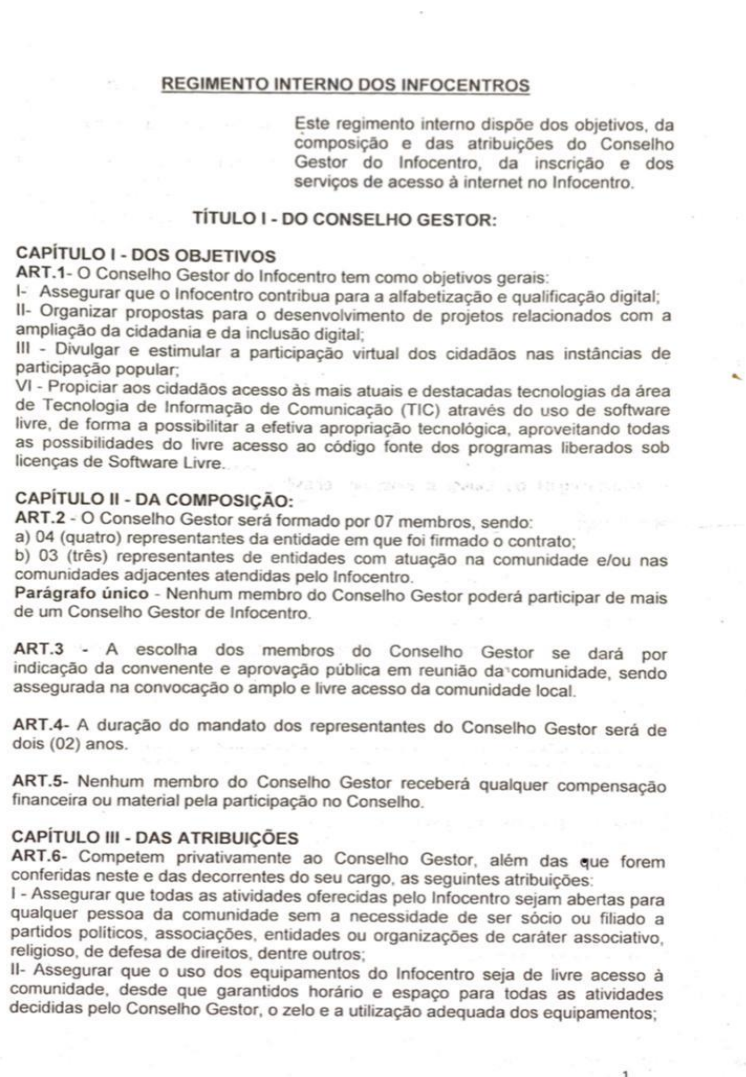 REGIMENTO INTERNO DOS INFOCENTROS
Este regimento interno dispõe dos objetivos, da
composição e das atribuições do Conselho
Gestor do Infocentro, da inscrição e dos
serviços de acesso à internet no Infocentro.
TÍTULO I - DO CONSELHO GESTOR:
CAPÍTULO I - DOS OBJETIVOS
ART.1- O Conselho Gestor do Infocentro tem como objetivos gerais:
I- Assegurar que o Infocentro contribua para a alfabetização e qualificação digital;
II- Organizar propostas para o desenvolvimento de projetos relacionados com a
ampliação da cidadania e da inclusão digital;
III - Divulgar e estimular a participação virtual dos cidadãos nas instâncias de
participação popular;
VI - Propiciar aos cidadãos acesso às mais atuais e destacadas tecnologias da área
de Tecnologia de Informação de Comunicação (TIC) através do uso de software
livre, de forma a possibilitar a efetiva apropriação tecnológica, aproveitando todas
as possibilidades do livre acesso ao código fonte dos programas liberados sob
licenças de Software Livre.
CAPÍTULO II - DA COMPOSIÇÃO:
ART.2 - O Conselho Gestor será formado por 07 membros, sendo:
a) 04 (quatro) representantes da entidade em que foi firmado o contrato;
b) 03 (três) representantes de entidades com atuação na comunidade e/ou nas
comunidades adjacentes atendidas pelo Infocentro.
Parágrafo único - Nenhum membro do Conselho Gestor poderá participar de mais
de um Conselho Gestor de Infocentro.
ART.3 - A escolha dos membros do Conselho Gestor se dará por
indicação da convenente e aprovação pública em reunião da comunidade, sendo
assegurada na convocação o amplo e livre acesso da comunidade local.
ART.4- A duração do mandato dos representantes do Conselho Gestor será de
dois (02) anos.
ART.5- Nenhum membro do Conselho Gestor receberá qualquer compensação
financeira ou material pela participação no Conselho.
CAPÍTULO III - DAS ATRIBUIÇÕES
ART.6- Competem privativamente ao Conselho Gestor, além das que forem
conferidas neste e das decorrentes do seu cargo, as seguintes atribuições:
I - Assegurar que todas as atividades oferecidas pelo Infocentro sejam abertas para
qualquer pessoa da comunidade sem a necessidade de ser sócio ou filiado a
partidos políticos, associações, entidades ou organizações de caráter associativo,
religioso, de defesa de direitos, dentre outros;
II- Assegurar que o uso dos equipamentos do Infocentro seja de livre acesso à
comunidade, desde que garantidos horário e espaço para todas as atividades
decididas pelo Conselho Gestor, o zelo e a utilização adequada dos equipamentos;
1